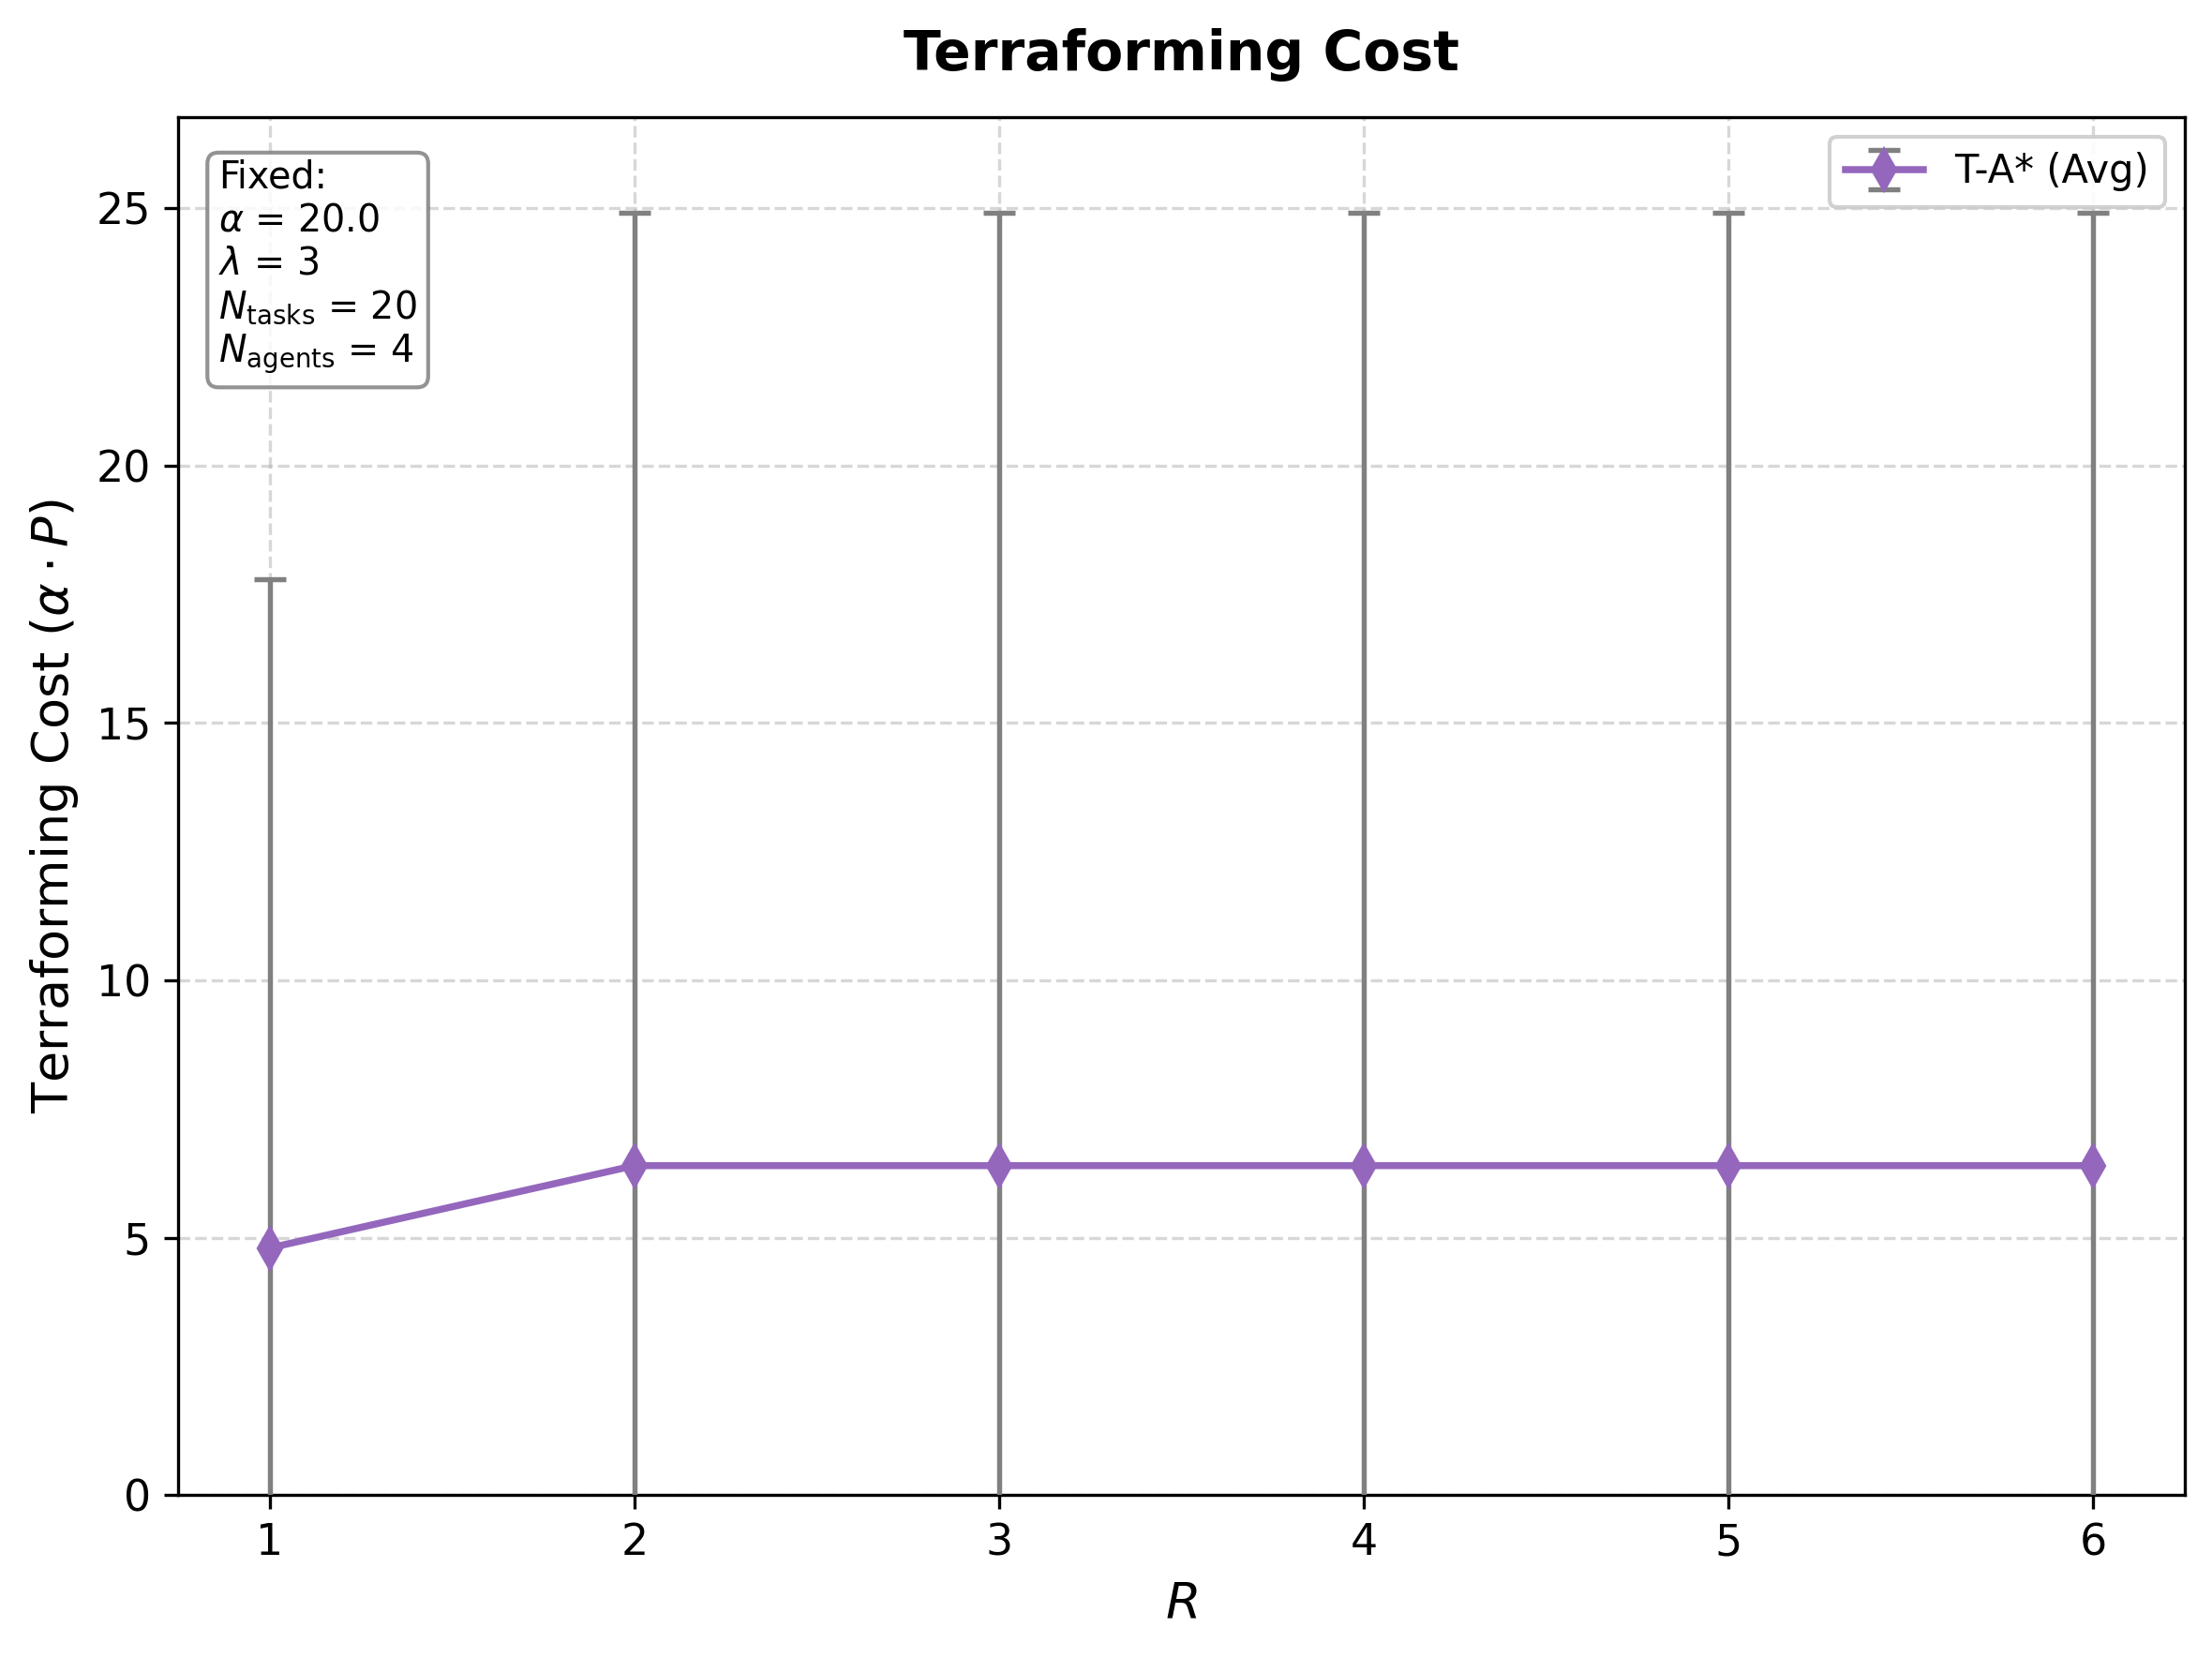 Terraforming Cost
Fixed:
α = 20.0
λ = 3
N_tasks = 20
N_agents = 4
T-A* (Avg)
Terraforming Cost (α · P)
25
20
15
10
5
0
1 2 3 4 5 6
R